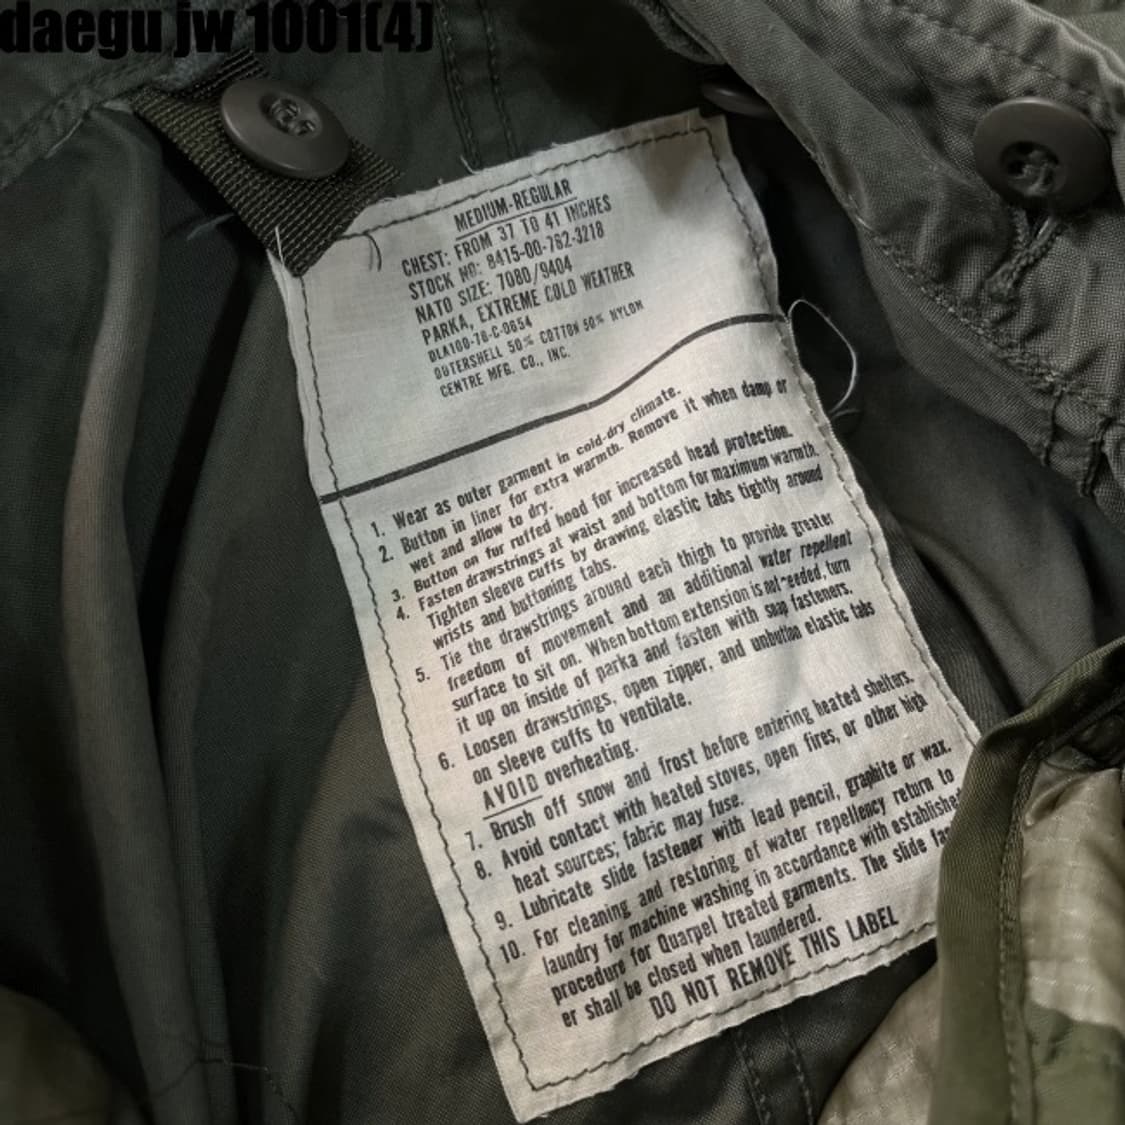 daegu jw 1001(4)
MEDIUM-REGULAR
CHEST: FROM 37 TO 41 INCHES
STOCK NO: 8415-00-782-3218
NATO SIZE: 7080/9404
PARKA, EXTREME COLD WEATHER
DLA100-78-C-0654
OUTERSHELL 50% COTTON 50% NYLON
CENTRE MFG. CO., INC.
1. Wear as outer garment in cold-dry climate.
2. Button in liner for extra warmth. Remove it when damp or
wet and allow to dry.
3. Button on fur ruffed hood for increased head protection.
4. Fasten drawstrings at waist and bottom for maximum warmth.
Tighten sleeve cuffs by drawing elastic tabs tightly around
wrists and buttoning tabs.
5. Tie the drawstrings around each thigh to provide greater
freedom of movement and an additional water repellent
surface to sit on. When bottom extension is not needed, turn
it up on inside of parka and fasten with snap fasteners.
6. Loosen drawstrings, open zipper, and unbutton elastic tabs
on sleeve cuffs to ventilate.
AVOID overheating.
7. Brush off snow and frost before entering heated shelters.
8. Avoid contact with heated stoves, open fires, or other high
heat sources; fabric may fuse.
9. Lubricate slide fastener with lead pencil, graphite or wax.
10. For cleaning and restoring of water repellency return to
laundry for machine washing in accordance with established
procedure for Quarpel treated garments. The slide fas
er shall be closed when laundered.
DO NOT REMOVE THIS LABEL